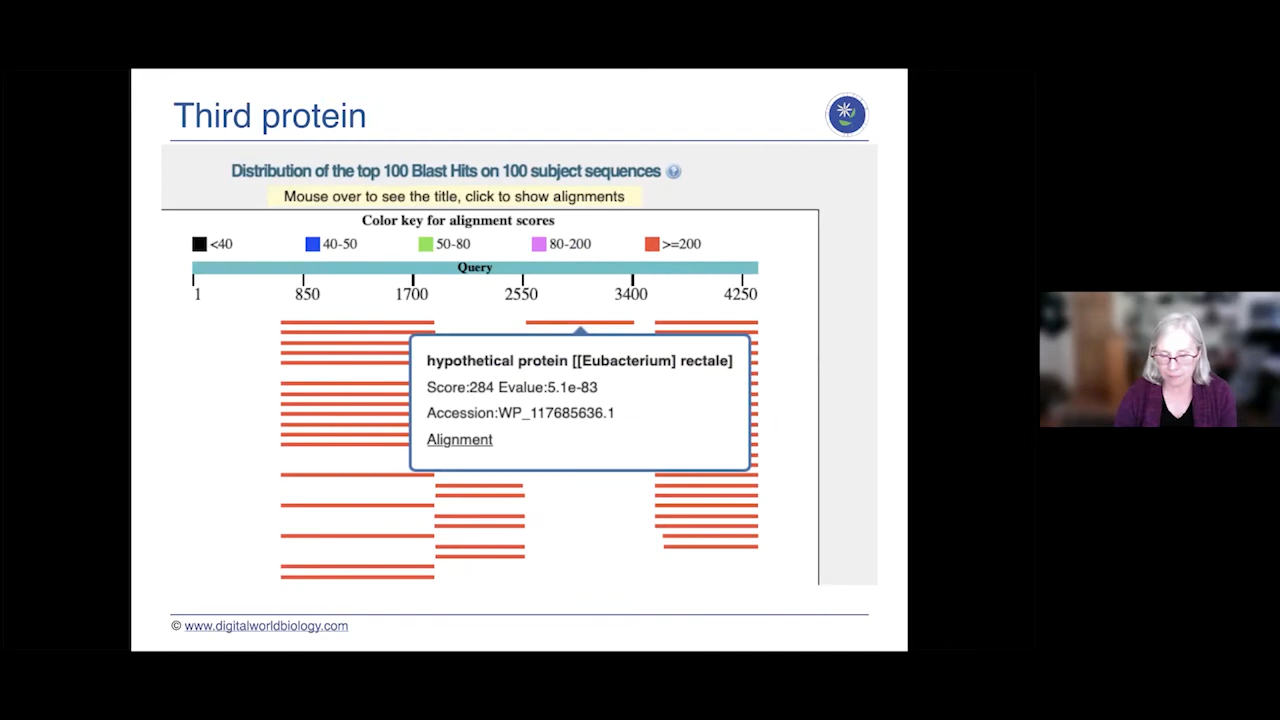 Third protein
Distribution of the top 100 Blast Hits on 100 subject sequences ?
Mouse over to see the title, click to show alignments
Color key for alignment scores
<40 40-50 50-80 80-200 >=200
Query
1 850 1700 2550 3400 4250
hypothetical protein [[Eubacterium] rectale]
Score:284 Evalue:5.1e-83
Accession:WP_117685636.1
Alignment
© www.digitalworldbiology.com